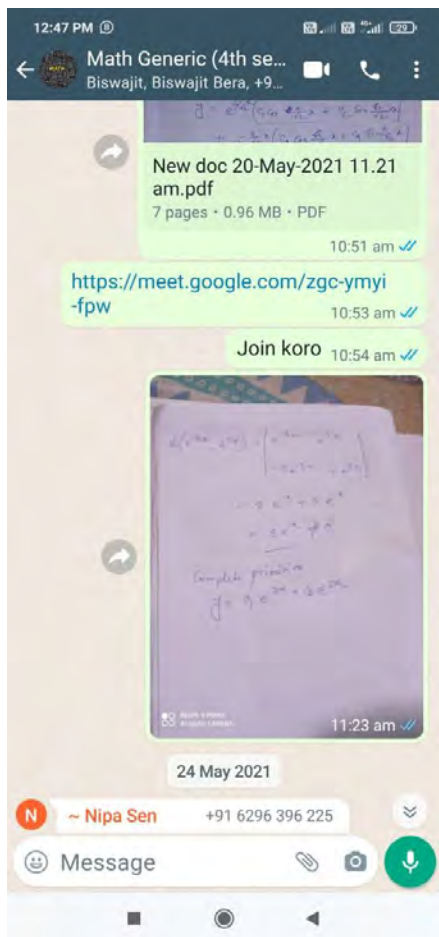 12:47 PM
29
Math Generic (4th se...
Biswajit, Biswajit Bera, +9...
New doc 20-May-2021 11.21
am.pdf
7 pages • 0.96 MB • PDF
10:51 am
https://meet.google.com/zgc-ymyi
-fpw
10:53 am
Join koro 10:54 am
Complete primitive
11:23 am
24 May 2021
N ~ Nipa Sen +91 6296 396 225
Message